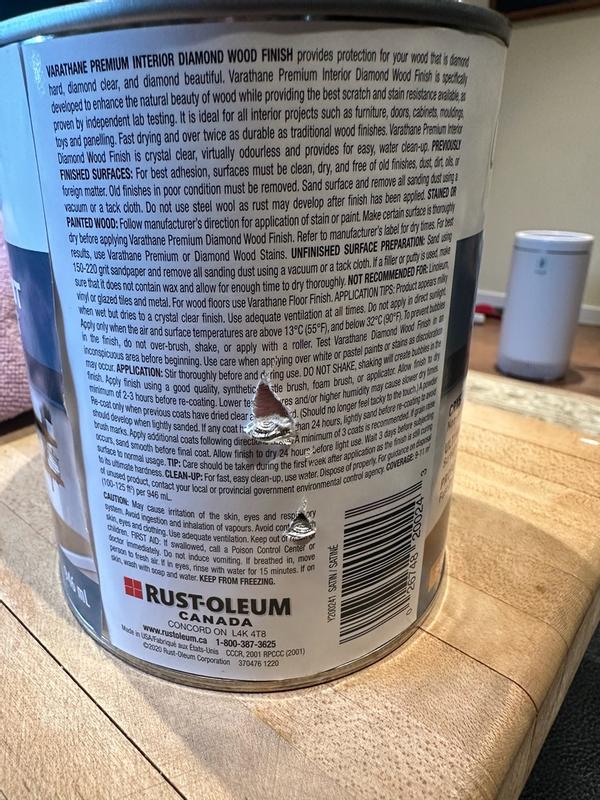 VARATHANE PREMIUM INTERIOR DIAMOND WOOD FINISH provides protection for your wood that is diamond
hard, diamond clear, and diamond beautiful. Varathane Premium Interior Diamond Wood Finish is specifically
developed to enhance the natural beauty of wood while providing the best scratch and stain resistance available, as
proven by independent lab testing. It is ideal for all interior projects such as furniture, doors, cabinets, mouldings,
toys and panelling. Fast drying and over twice as durable as traditional wood finishes. Varathane Premium Interior
Diamond Wood Finish is crystal clear, virtually odourless and provides for easy, water clean-up. PREVIOUSLY
FINISHED SURFACES: For best adhesion, surfaces must be clean, dry, and free of old finishes, dust, dirt, oils, or
foreign matter. Old finishes in poor condition must be removed. Sand surface and remove all sanding dust using a
vacuum or a tack cloth. Do not use steel wool as rust may develop after finish has been applied. STAINED OR
PAINTED WOOD: Follow manufacturer's direction for application of stain or paint. Make certain surface is thoroughly
dry before applying Varathane Premium Diamond Wood Finish. Refer to manufacturer's label for dry times. For best
results, use Varathane Premium or Diamond Wood Stains. UNFINISHED SURFACE PREPARATION: Sand using
150-220 grit sandpaper and remove all sanding dust using a vacuum or a tack cloth. If a filler or putty is used, make
sure that it does not contain wax and allow for enough time to dry thoroughly. NOT RECOMMENDED FOR: Linoleum,
vinyl or glazed tiles and metal. For wood floors use Varathane Floor Finish. APPLICATION TIPS: Product appears milky
when wet but dries to a crystal clear finish. Use adequate ventilation at all times. Do not apply in direct sunlight.
Apply only when the air and surface temperatures are above 13°C (55°F), and below 32°C (90°F). To prevent bubbles
in the finish, do not over-brush, shake, or apply with a roller. Test Varathane Diamond Wood Finish in an
inconspicuous area before beginning. Use care when applying over white or pastel paints or stains as discoloration
may occur. APPLICATION: Stir thoroughly before and during use. DO NOT SHAKE, shaking will create bubbles in the
finish. Apply finish using a good quality, synthetic brush, foam brush, or applicator. Allow finish to dry
minimum of 2-3 hours before re-coating. Lower and/or higher humidity may cause slower dry times.
Re-coat only when previous coats have dried clear (Should no longer feel tacky to the touch.) A powder
should develop when lightly sanded. If any coat than 24 hours, lightly sand before re-coating to avoid
brush marks. Apply additional coats following A minimum of 3 coats is recommended. If grain raise
occurs, sand smooth before final coat. Allow finish to dry 24 hours before light use. Wait 3 days before subjecting
surface to normal usage. TIP: Care should be taken during the first week after application as the finish is still curing
to its ultimate hardness. CLEAN-UP: For fast, easy clean-up, use water. Dispose of properly. For guidance on disposal
of unused product, contact your local or provincial government environmental control agency. COVERAGE: 9-11 m²
(100-125 ft²) per 946 mL.
CAUTION: May cause irritation of the skin, eyes and respiratory
system. Avoid ingestion and inhalation of vapours. Avoid
skin, eyes and clothing. Use adequate ventilation. Keep out of
children. FIRST AID: If swallowed, call a Poison Control Center or
doctor immediately. Do not induce vomiting. If breathed in, move
person to fresh air. If in eyes, rinse with water for 15 minutes. If on
skin, wash with soap and water. KEEP FROM FREEZING.
RUST-OLEUM
CANADA
CONCORD ON L4K 4T8
www.rustoleum.ca 1-800-387-3625
Made in USA/Fabriqué aux États-Unis CCCR, 2001 RPCCC (2001)
©2020 Rust-Oleum Corporation 370476 1220
Y200241 SATIN / SATINÉ
0 26748 20024 3
946 mL